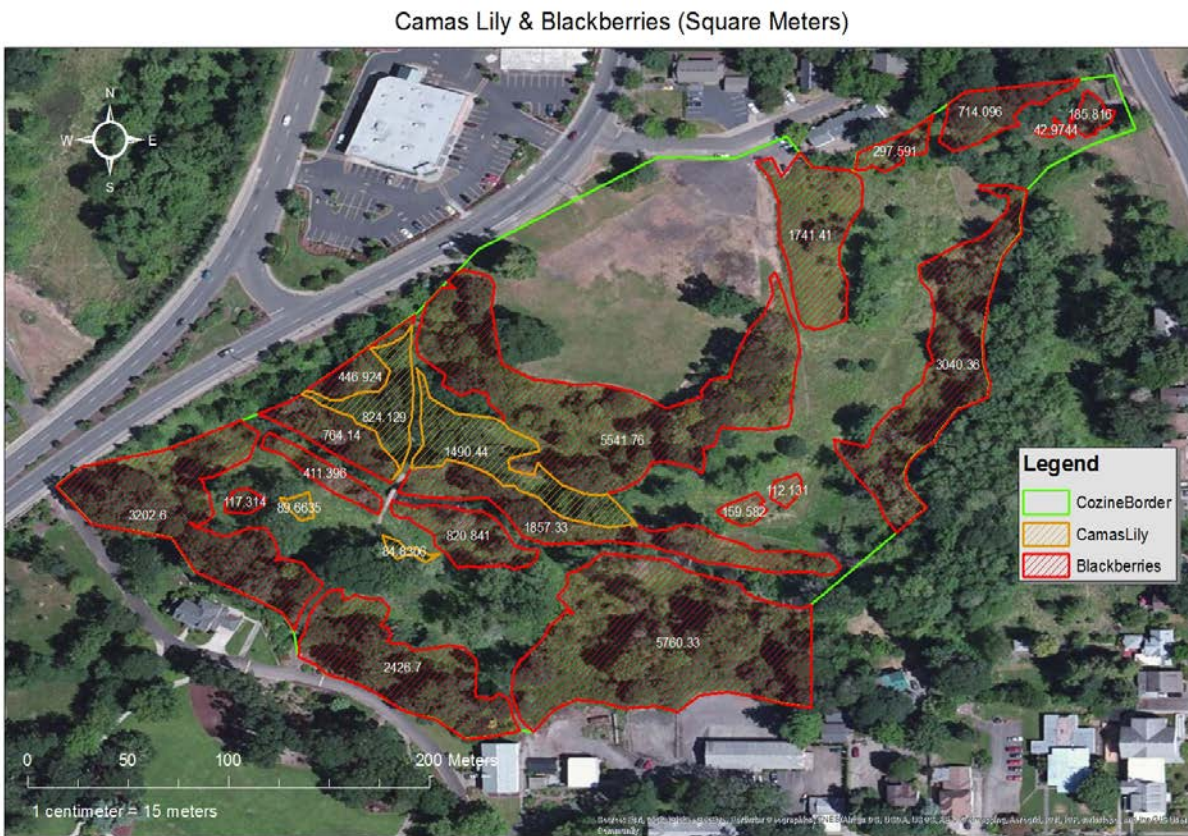 Camas Lily & Blackberries (Square Meters)
N
W
E
S
714.096
185.816
42.9744
297.591
1741.41
3040.36
446.924
824.129
764.14
1490.44
5541.76
411.396
112.131
117.314
89.6635
159.582
3202.6
1857.33
820.841
84.8306
5760.33
2426.7
Legend
CozineBorder
CamasLily
Blackberries
0 50 100 200 Meters
1 centimeter = 15 meters